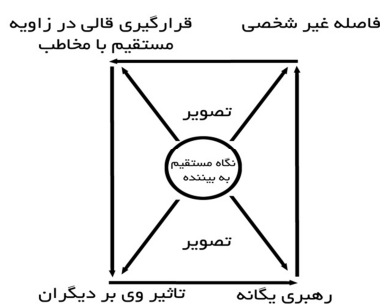 فاصله غیر شخصی
قرارگیری قالی در زاویه
مستقیم با مخاطب
تصویر
نگاه مستقیم
به بیننده
تصویر
رهبری یگانه
تاثیر وی بر دیگران